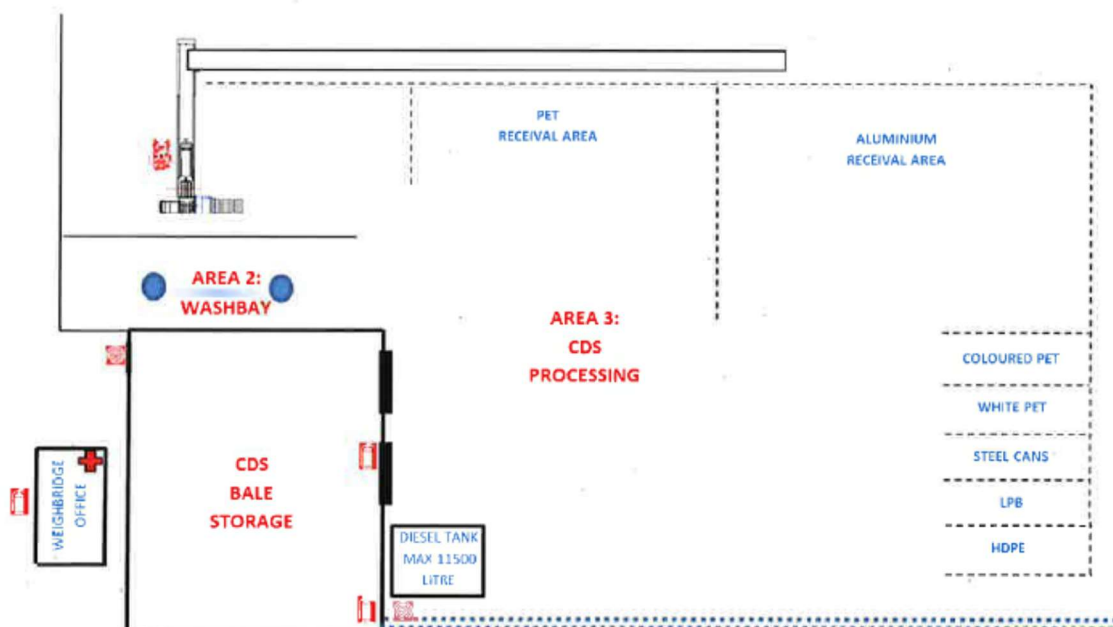 PET
RECEIVAL AREA
ALUMINIUM
RECEIVAL AREA
AREA 2:
WASHBAY
AREA 3:
CDS
PROCESSING
COLOURED PET
WHITE PET
STEEL CANS
LPB
HDPE
CDS
BALE
STORAGE
WEIGHBRIDGE
OFFICE
DIESEL TANK
MAX 11500
LITRE